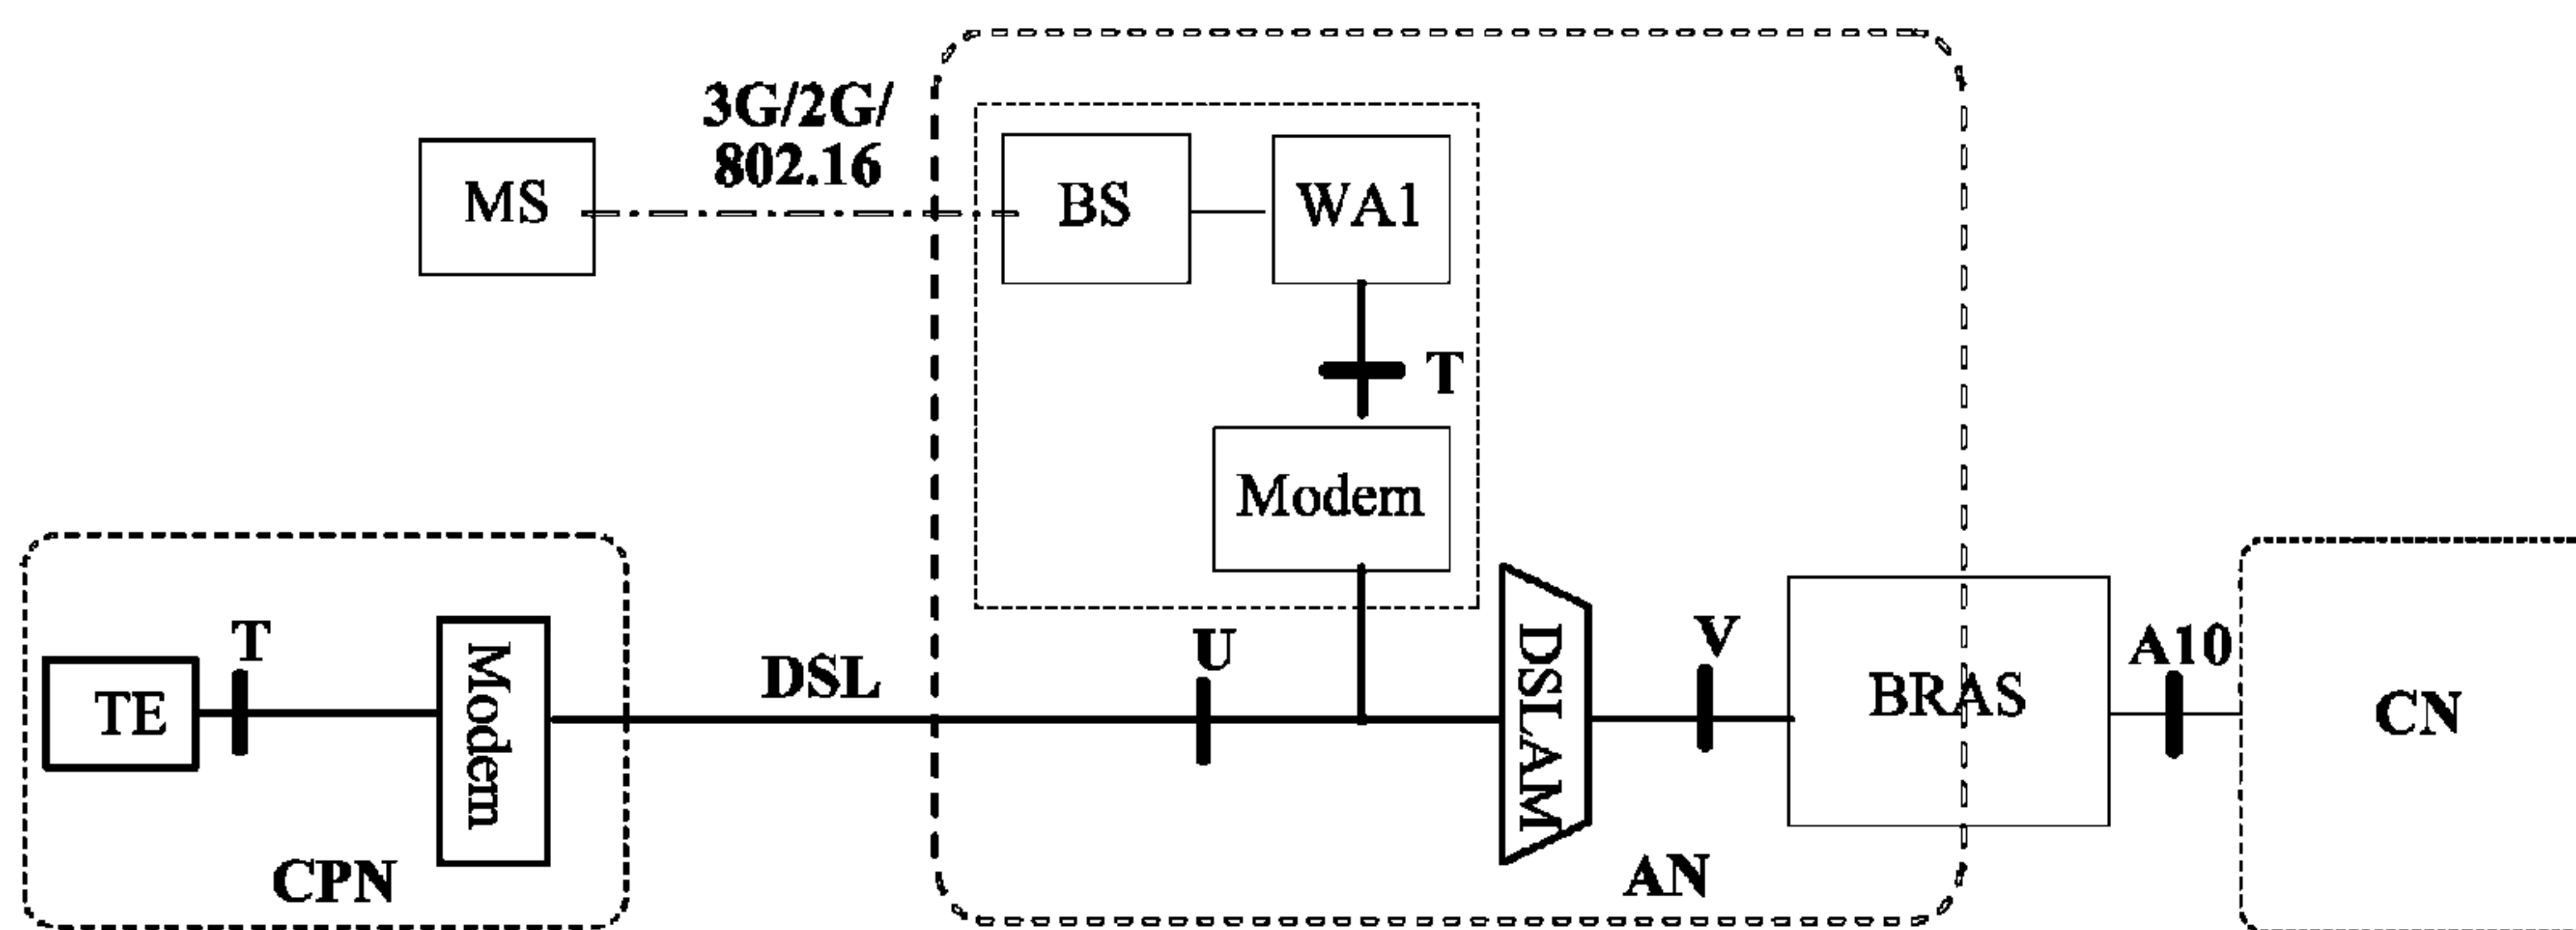 3G/2G/
802.16
MS
BS
WA1
T
Modem
T
TE
Modem
DSL
U
DSLAM
V
BRAS
A10
CN
CPN
AN